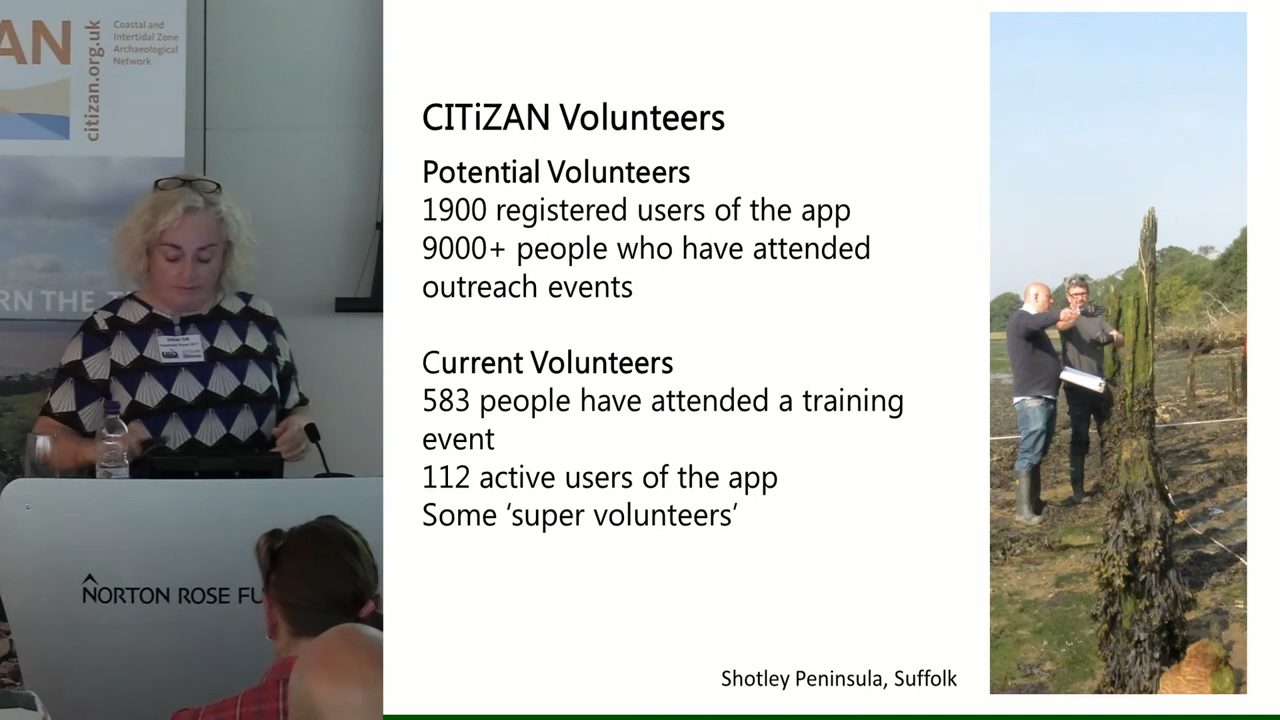 AN
citizan.org.uk
Coastal and
Intertidal Zone
Archaeological
Network
RN THE T
NORTON ROSE FU
CITiZAN Volunteers
Potential Volunteers
1900 registered users of the app
9000+ people who have attended
outreach events
Current Volunteers
583 people have attended a training
event
112 active users of the app
Some ‘super volunteers’
Shotley Peninsula, Suffolk